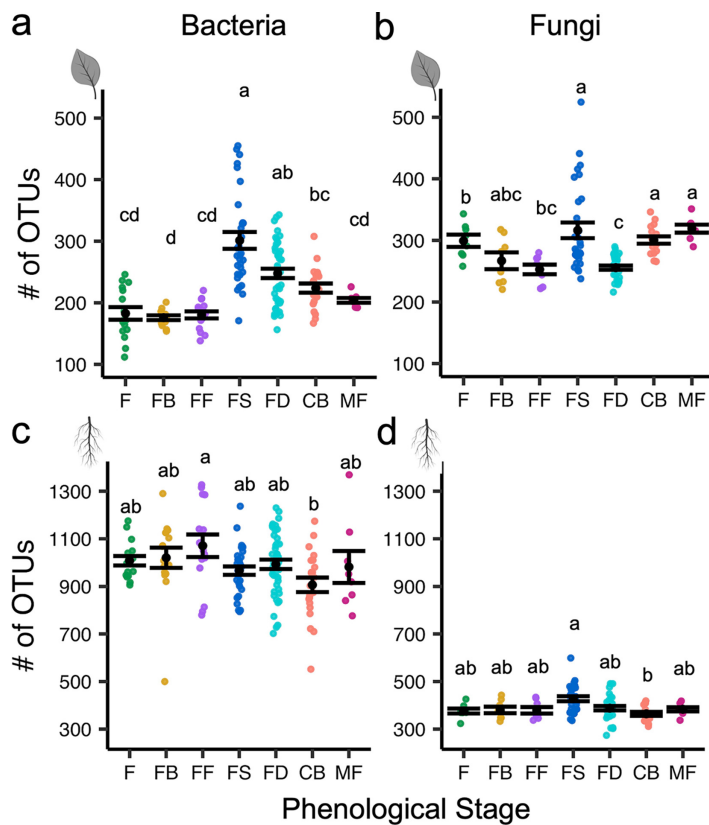 a Bacteria
b Fungi
# of OTUs
500
400
300
200
100
cd
d
cd
a
ab
bc
cd
F FB FF FS FD CB MF
500
400
300
200
100
b
abc
bc
a
c
a
a
F FB FF FS FD CB MF
c
# of OTUs
1300
1100
900
700
500
300
ab
ab
a
ab
ab
b
ab
F FB FF FS FD CB MF
d
1300
1100
900
700
500
300
ab
ab
ab
a
ab
b
ab
F FB FF FS FD CB MF
Phenological Stage